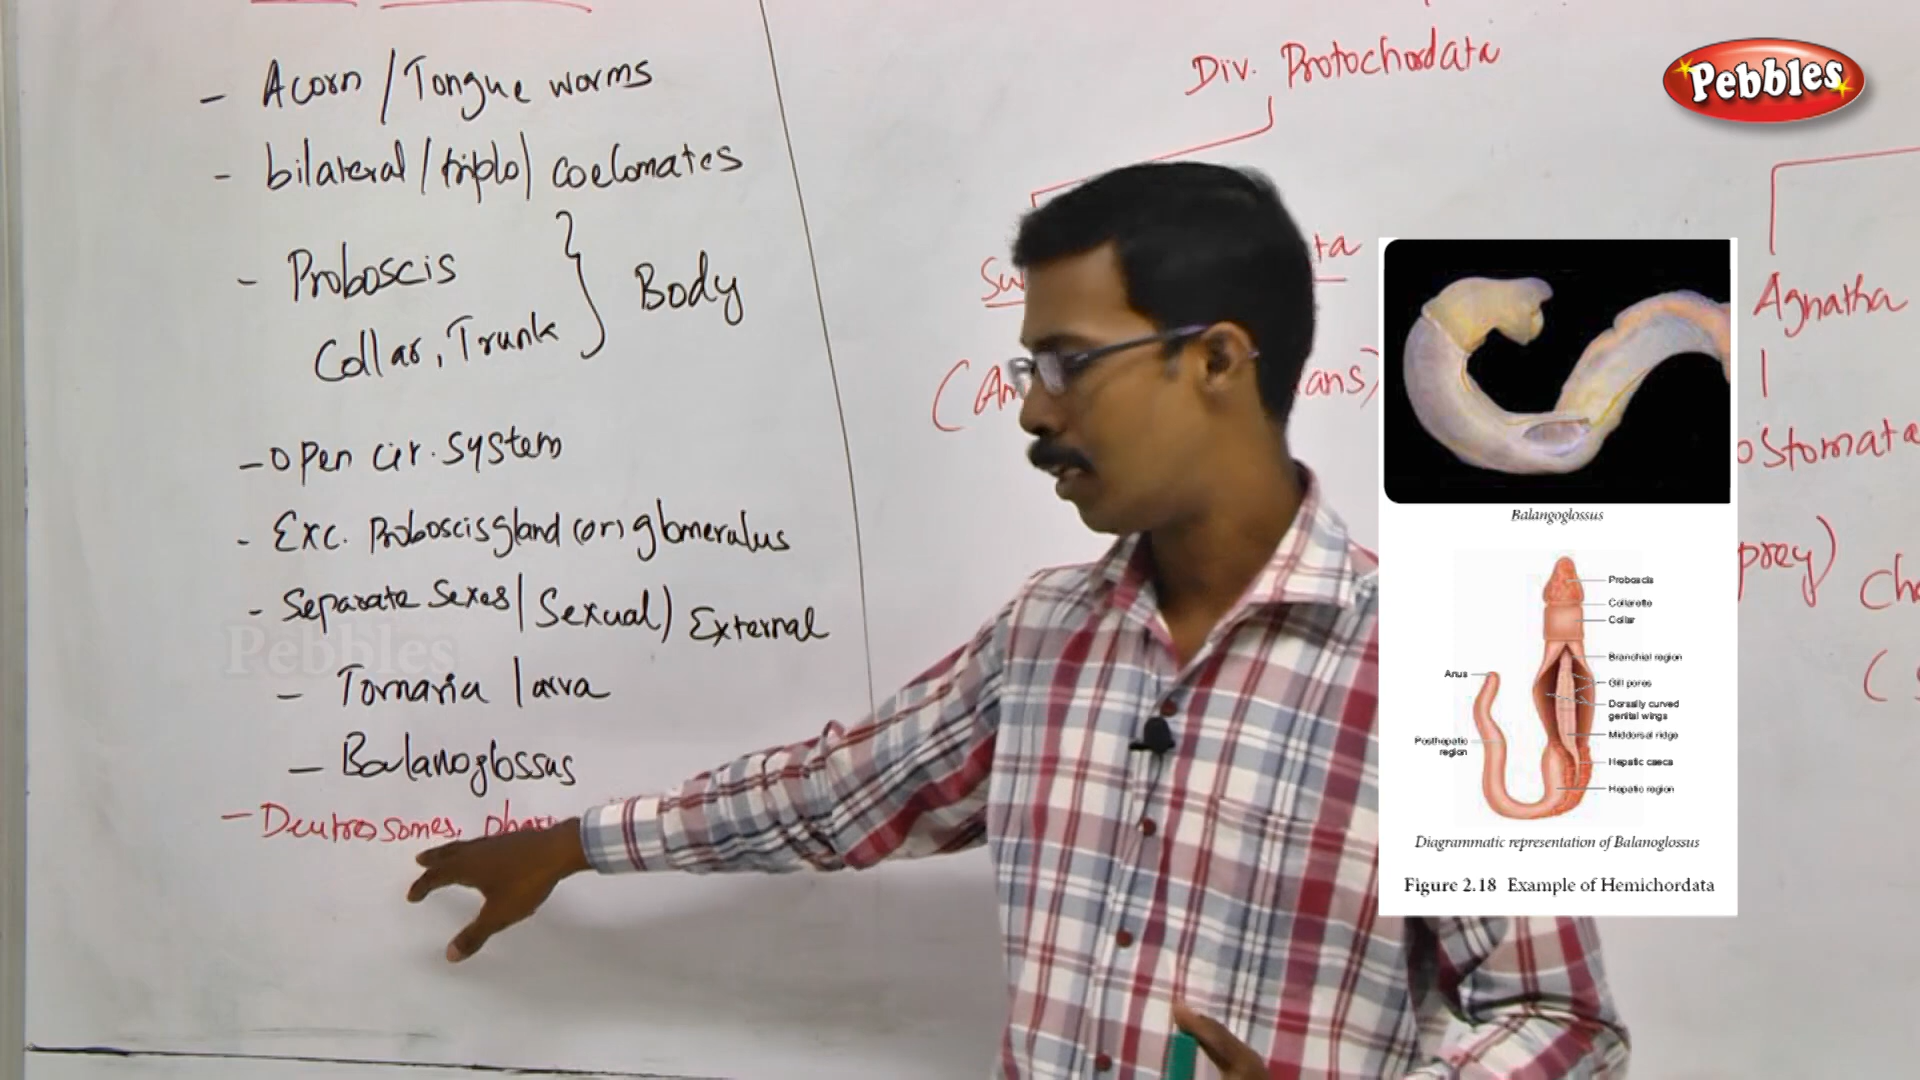 - Acorn / Tongue worms
- bilateral / triplo / coelomates
- Proboscis
Collar, Trunk } Body
- Open cir. system
- Exc. Proboscisgland (or) glomerulus
- Separate Sexes / Sexual) External
- Tornaria larva
- Balanoglossus
- Deutrosomes,
Pebbles
Div. Protochordata
Agnatha
Pebbles
Balangoglossus
Proboscis
Collarette
Collar
Branchial region
Anus
Gill pores
Dorsally curved
genital wings
Middorsal ridge
Posthepatic
region
Hepatic caeca
Hepatic region
Diagrammatic representation of Balanoglossus
Figure 2.18 Example of Hemichordata